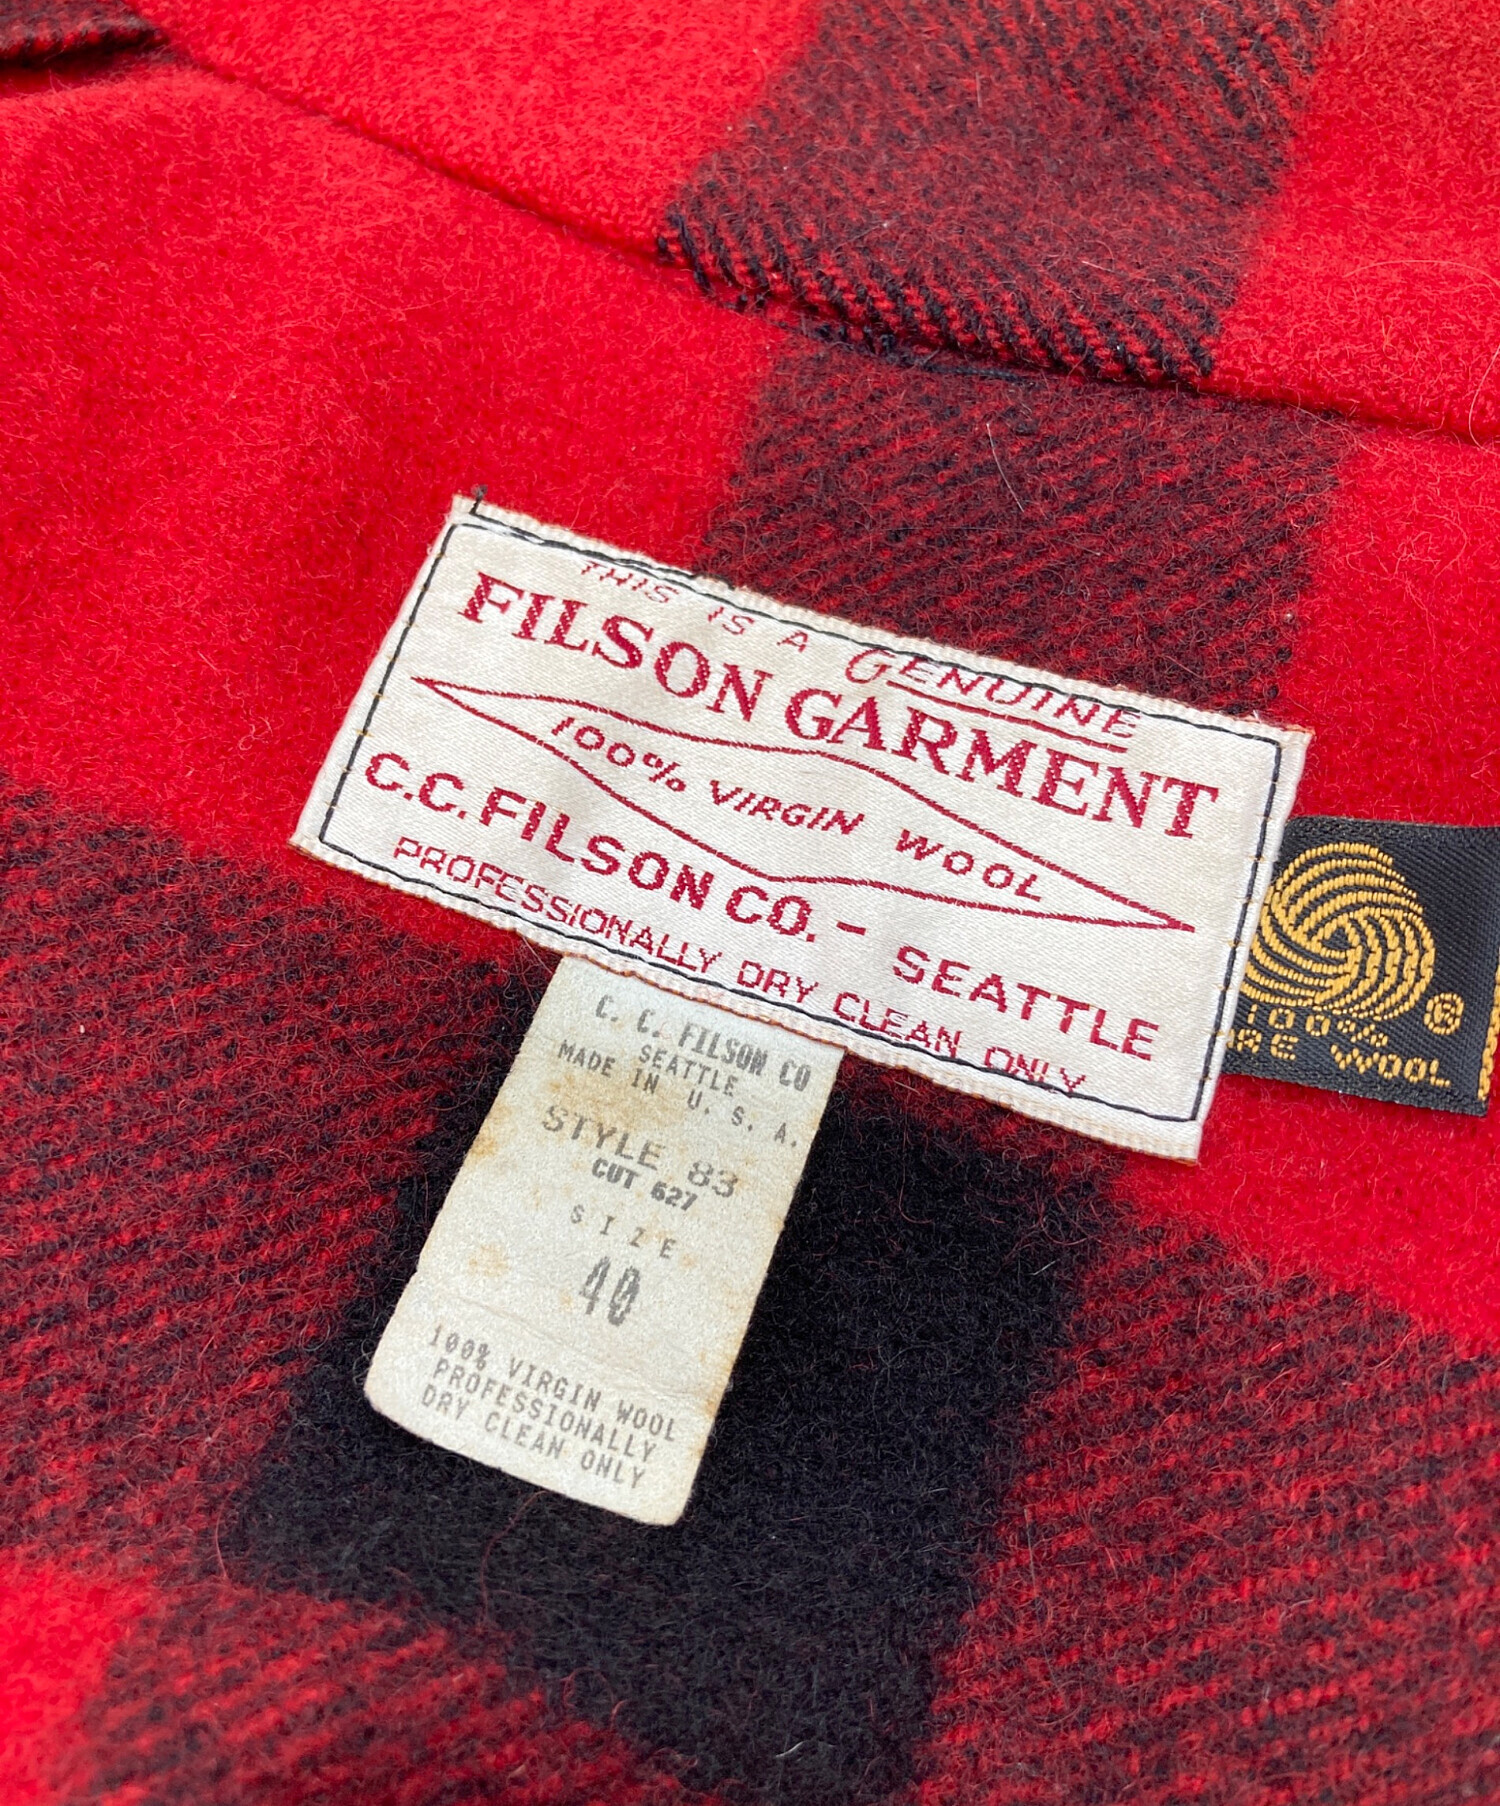 THIS IS A GENUINE
FILSON GARMENT
100% VIRGIN WOOL
C.C. FILSON CO. - SEATTLE
PROFESSIONALLY DRY CLEAN ONLY
®
100%
URE WOOL
C. C. FILSON CO
SEATTLE
MADE IN U. S. A.
STYLE 83
CUT 627
SIZE
40
100% VIRGIN WOOL
PROFESSIONALLY
DRY CLEAN ONLY